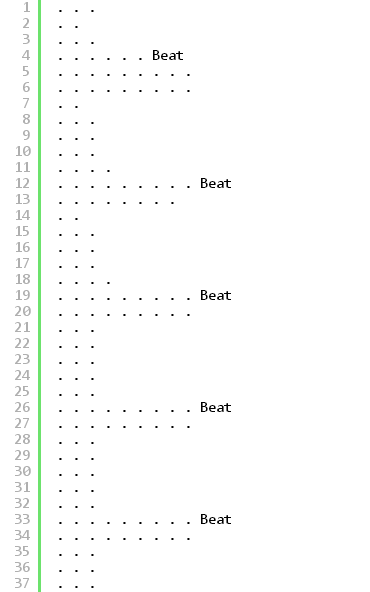 1 . . .
2 . .
3 . . .
4 . . . . . . Beat
5 . . . . . . . . .
6 . . . . . . . . .
7 . .
8 . . .
9 . . .
10 . . .
11 . . . .
12 . . . . . . . . . Beat
13 . . . . . . . .
14 . .
15 . . .
16 . . .
17 . . .
18 . . . .
19 . . . . . . . . . Beat
20 . . . . . . . . .
21 . . .
22 . . .
23 . . .
24 . . .
25 . . .
26 . . . . . . . . . Beat
27 . . . . . . . . .
28 . . .
29 . . .
30 . . .
31 . . .
32 . . .
33 . . . . . . . . . Beat
34 . . . . . . . . .
35 . . .
36 . . .
37 . . .